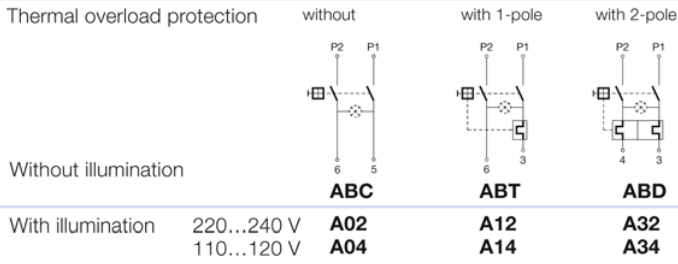 Thermal overload protection without with 1-pole with 2-pole
P2 P1 P2 P1 P2 P1
6 5 6 3 4 3
Without illumination
ABC ABT ABD
With illumination 220...240 V A02 A12 A32
110...120 V A04 A14 A34